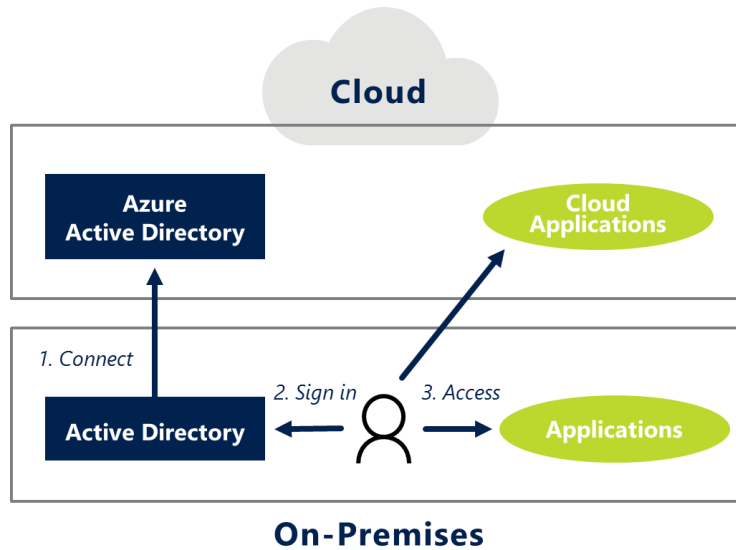 Cloud
Azure
Active Directory
Cloud
Applications
1. Connect
2. Sign in
3. Access
Active Directory
Applications
On-Premises